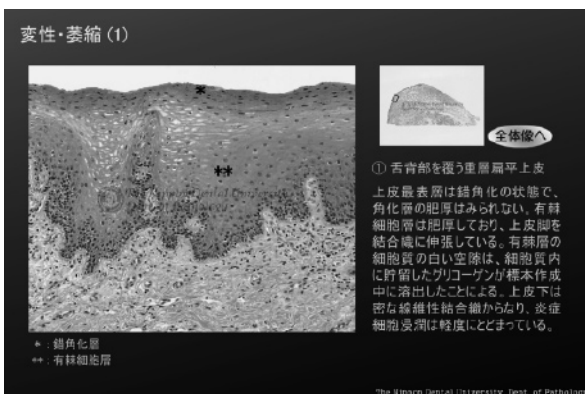 変性・萎縮(1)
全体像へ
① 舌背部を覆う重層扁平上皮
上皮最表層は錯角化の状態で、
角化層の肥厚はみられない。有棘
細胞層は肥厚しており、上皮脚を
結合織に伸張している。有棘層の
細胞質の白い空隙は、細胞質内
に貯留したグリコーゲンが標本作成
中に溶出したことによる。上皮下は
密な線維性結合織からなり、炎症
細胞浸潤は軽度にとどまっている。
* : 錯角化層
** : 有棘細胞層
The Nippon Dental University, Dept. of Pathology